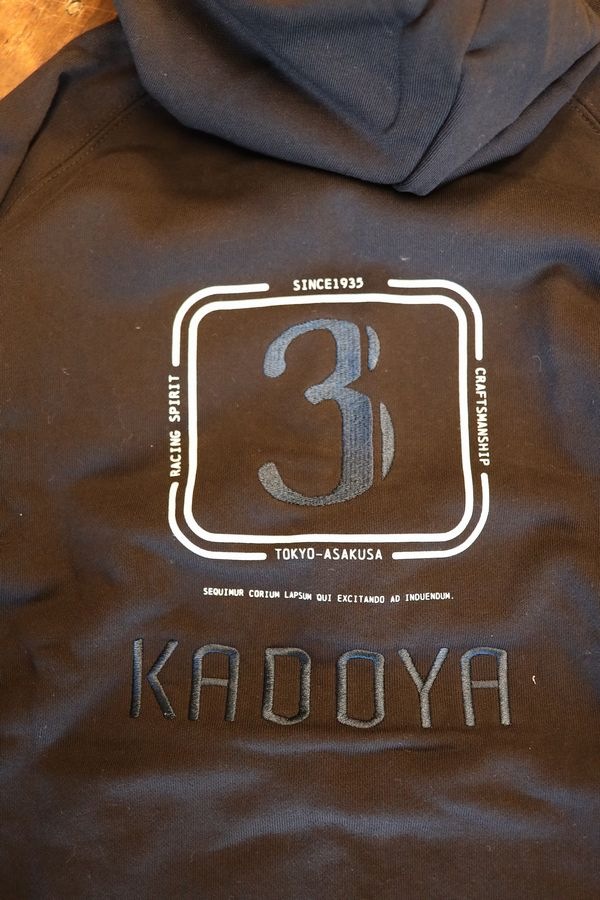 SINCE1935
RACING SPIRIT
3
CRAFTSMANSHIP
TOKYO-ASAKUSA
SEQUIMUR CORIUM LAPSUM QUI EXCITANDO AD INDUENDUM.
KADOYA